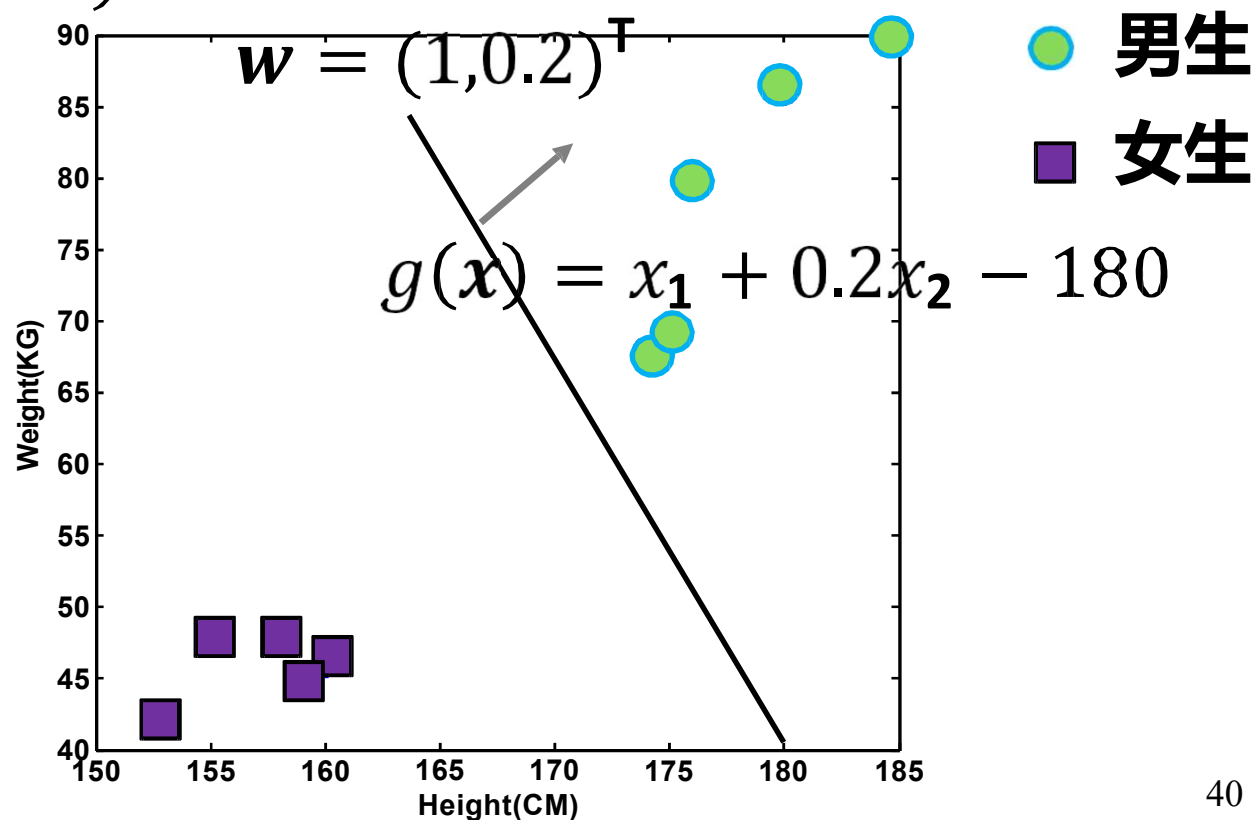 )
w = (1,0.2)ᵀ
男生
女生
g(x) = x₁ + 0.2x₂ − 180
Weight(KG)
90
85
80
75
70
65
60
55
50
45
40
150 155 160 165 170 175 180 185
Height(CM)
40